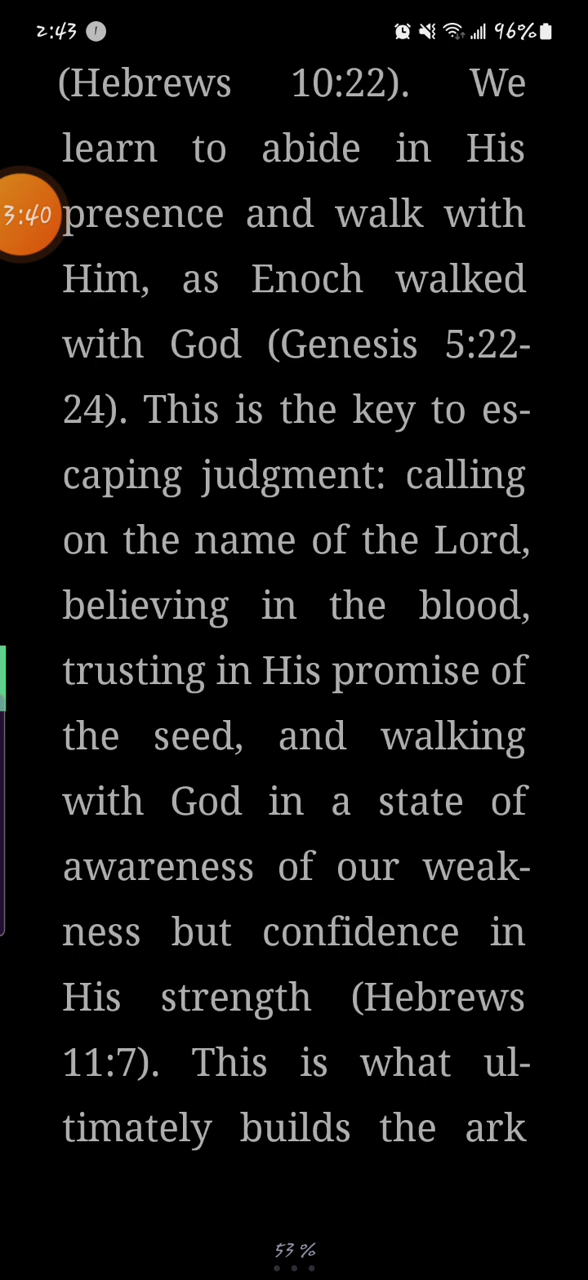 2:43
96%
(Hebrews 10:22). We
learn to abide in His
3:40
presence and walk with
Him, as Enoch walked
with God (Genesis 5:22-
24). This is the key to es-
caping judgment: calling
on the name of the Lord,
believing in the blood,
trusting in His promise of
the seed, and walking
with God in a state of
awareness of our weak-
ness but confidence in
His strength (Hebrews
11:7). This is what ul-
timately builds the ark
53%